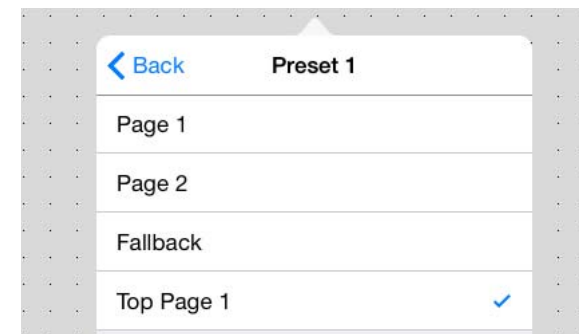 Back Preset 1
Page 1
Page 2
Fallback
Top Page 1